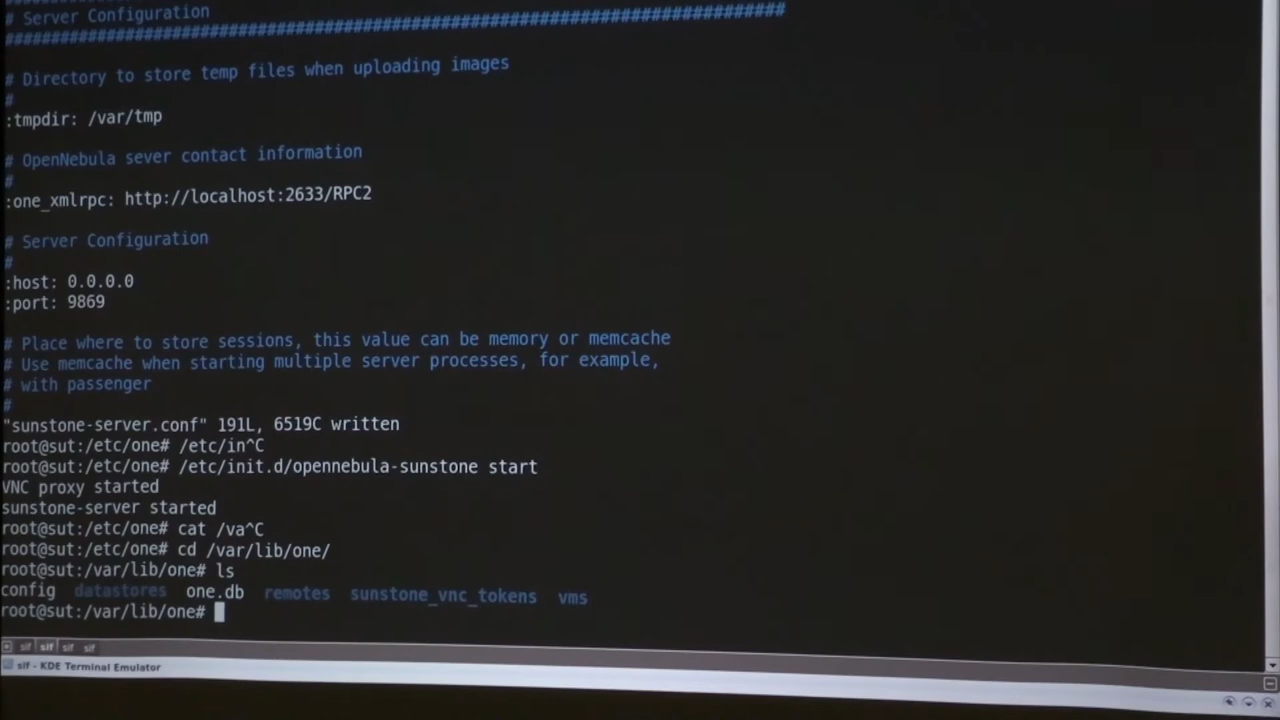 # Server Configuration
################################################################################
# Directory to store temp files when uploading images
#
:tmpdir: /var/tmp
# OpenNebula sever contact information
#
:one_xmlrpc: http://localhost:2633/RPC2
# Server Configuration
#
:host: 0.0.0.0
:port: 9869
# Place where to store sessions, this value can be memory or memcache
# Use memcache when starting multiple server processes, for example,
# with passenger
#
"sunstone-server.conf" 191L, 6519C written
root@sut:/etc/one# /etc/in^C
root@sut:/etc/one# /etc/init.d/opennebula-sunstone start
VNC proxy started
sunstone-server started
root@sut:/etc/one# cat /va^C
root@sut:/etc/one# cd /var/lib/one/
root@sut:/var/lib/one# ls
config datastores one.db remotes sunstone_vnc_tokens vms
root@sut:/var/lib/one#
sif sif sif sif
sif - KDE Terminal Emulator